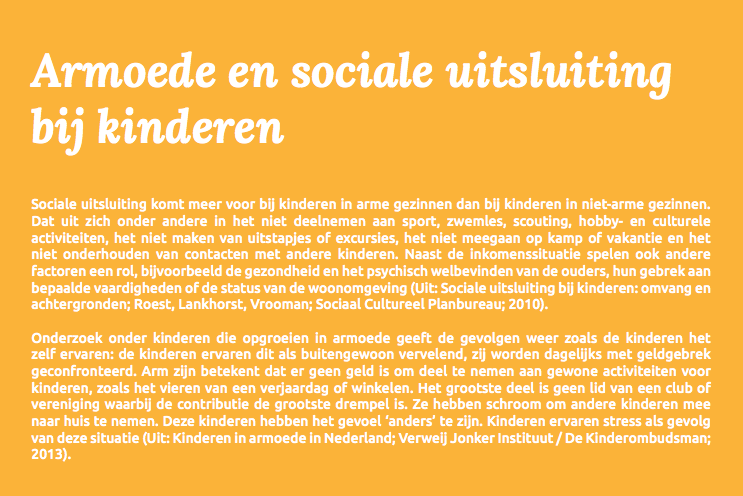 Armoede en sociale uitsluiting
bij kinderen
Sociale uitsluiting komt meer voor bij kinderen in arme gezinnen dan bij kinderen in niet-arme gezinnen.
Dat uit zich onder andere in het niet deelnemen aan sport, zwemles, scouting, hobby- en culturele
activiteiten, het niet maken van uitstapjes of excursies, het niet meegaan op kamp of vakantie en het
niet onderhouden van contacten met andere kinderen. Naast de inkomenssituatie spelen ook andere
factoren een rol, bijvoorbeeld de gezondheid en het psychisch welbevinden van de ouders, hun gebrek aan
bepaalde vaardigheden of de status van de woonomgeving (Uit: Sociale uitsluiting bij kinderen: omvang en
achtergronden; Roest, Lankhorst, Vrooman; Sociaal Cultureel Planbureau; 2010).
Onderzoek onder kinderen die opgroeien in armoede geeft de gevolgen weer zoals de kinderen het
zelf ervaren: de kinderen ervaren dit als buitengewoon vervelend, zij worden dagelijks met geldgebrek
geconfronteerd. Arm zijn betekent dat er geen geld is om deel te nemen aan gewone activiteiten voor
kinderen, zoals het vieren van een verjaardag of winkelen. Het grootste deel is geen lid van een club of
vereniging waarbij de contributie de grootste drempel is. Ze hebben schroom om andere kinderen mee
naar huis te nemen. Deze kinderen hebben het gevoel ‘anders’ te zijn. Kinderen ervaren stress als gevolg
van deze situatie (Uit: Kinderen in armoede in Nederland; Verweij Jonker Instituut / De Kinderombudsman;
2013).